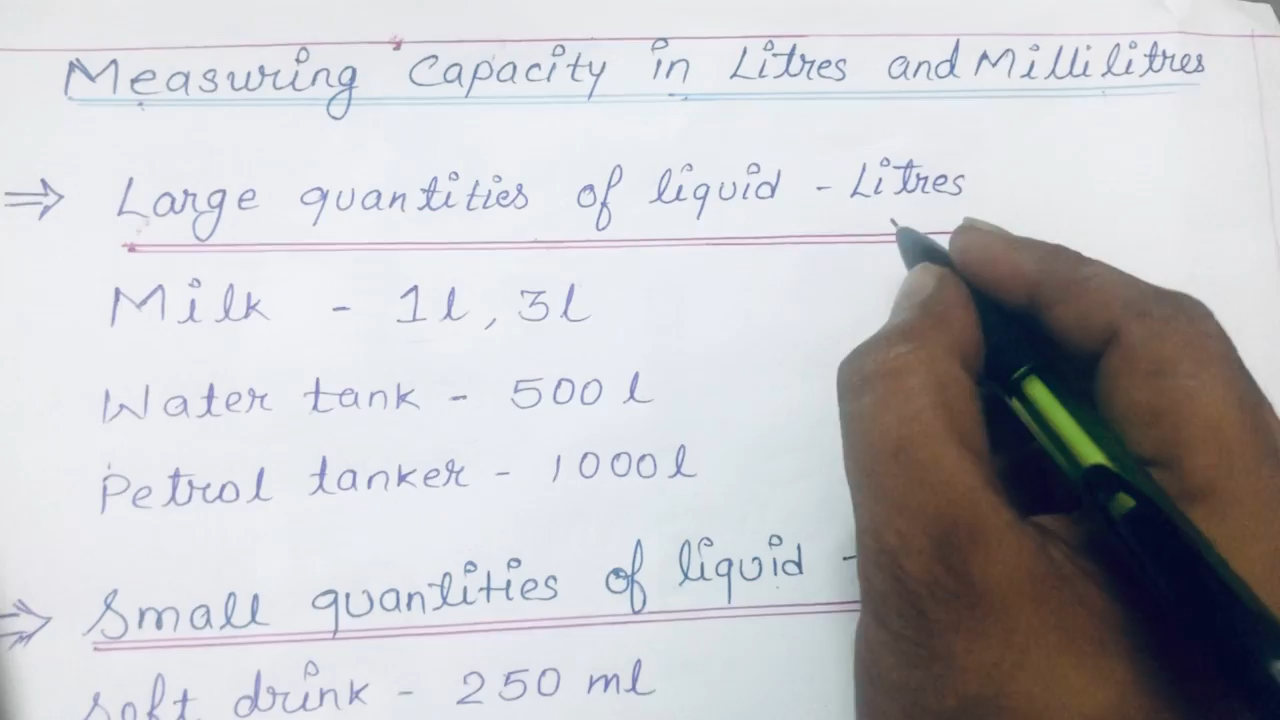 Measuring Capacity in Litres and Millilitres
⇒ Large quantities of liquid - Litres
Milk - 1l, 3l
Water tank - 500 l
Petrol tanker - 1000l
⇒ Small quantities of liquid -
Soft drink - 250 ml